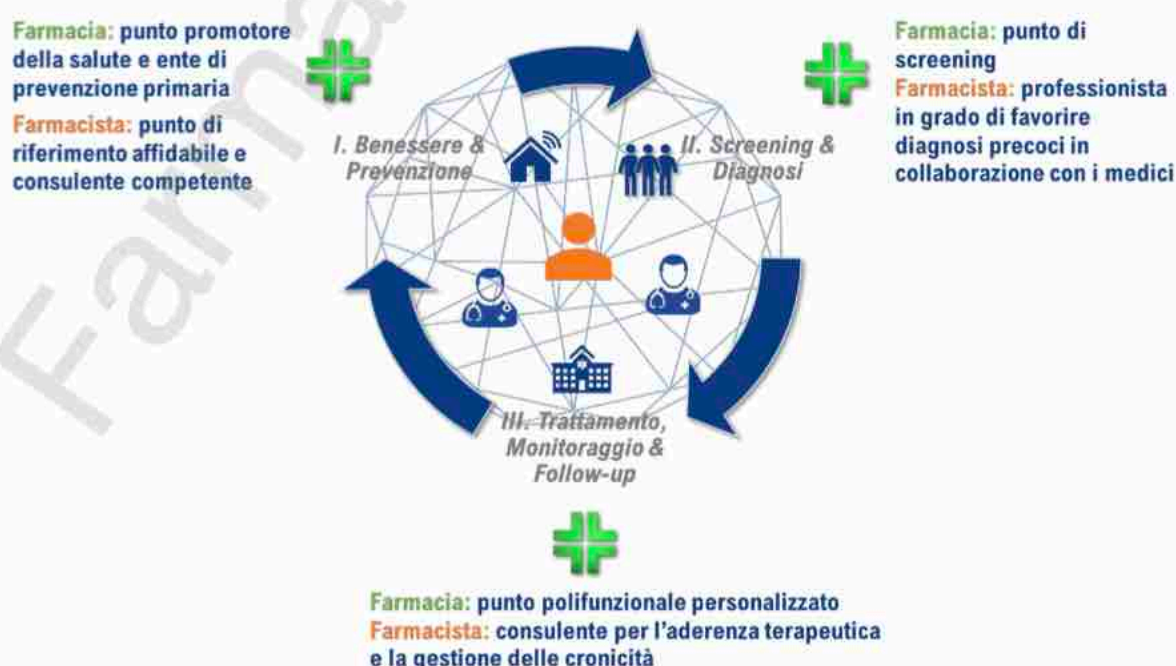 Farmacia: punto promotore
della salute e ente di
prevenzione primaria
Farmacista: punto di
riferimento affidabile e
consulente competente
Farmacia: punto di
screening
Farmacista: professionista
in grado di favorire
diagnosi precoci in
collaborazione con i medici
I. Benessere &
Prevenzione
II. Screening &
Diagnosi
III. Trattamento,
Monitoraggio &
Follow-up
Farmacia: punto polifunzionale personalizzato
Farmacista: consulente per l'aderenza terapeutica
e la gestione delle cronicità
Farma